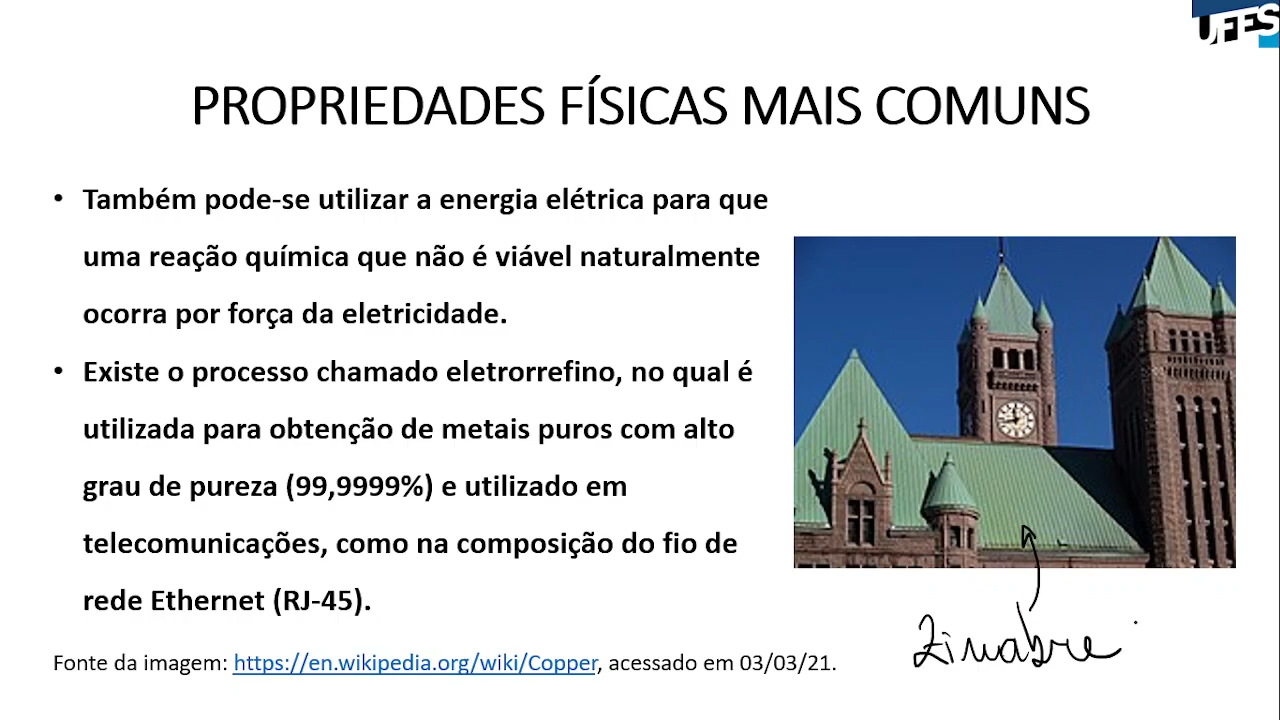 UFES
PROPRIEDADES FÍSICAS MAIS COMUNS
• Também pode-se utilizar a energia elétrica para que
uma reação química que não é viável naturalmente
ocorra por força da eletricidade.
• Existe o processo chamado eletrorrefino, no qual é
utilizada para obtenção de metais puros com alto
grau de pureza (99,9999%) e utilizado em
telecomunicações, como na composição do fio de
rede Ethernet (RJ-45).
Zinabre
Fonte da imagem: https://en.wikipedia.org/wiki/Copper, acessado em 03/03/21.